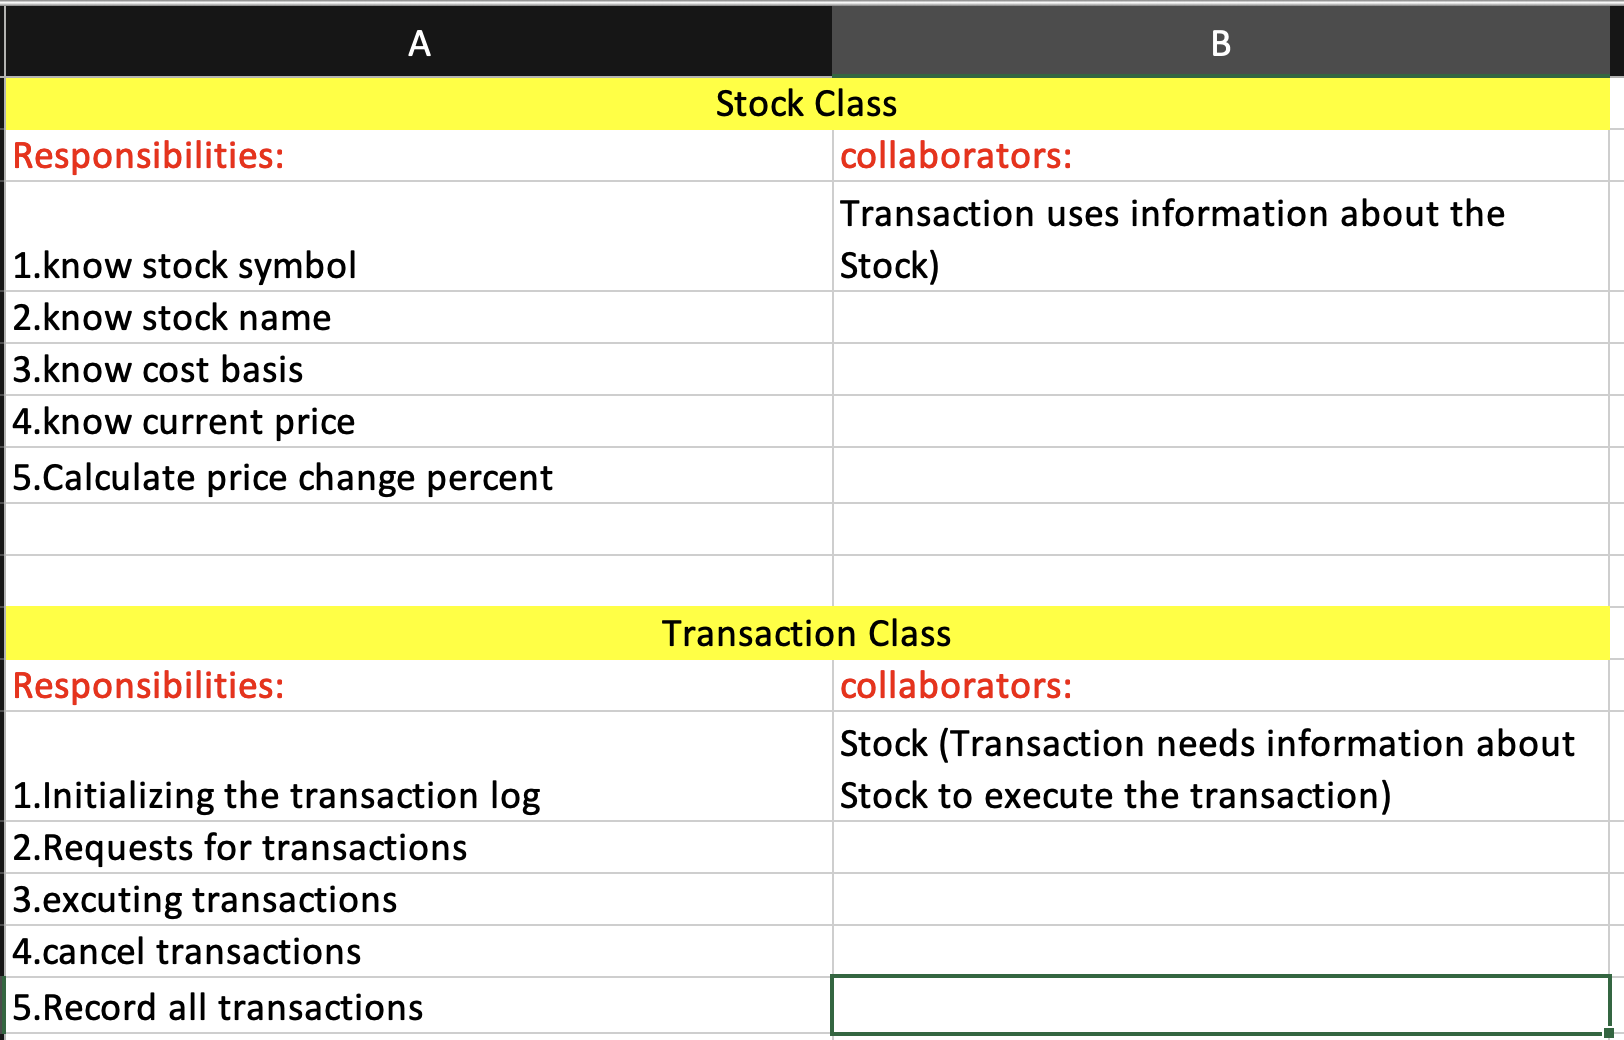 A B
Stock Class
Responsibilities: collaborators:
Transaction uses information about the
1.know stock symbol Stock)
2.know stock name
3.know cost basis
4.know current price
5.Calculate price change percent
Transaction Class
Responsibilities: collaborators:
Stock (Transaction needs information about
1.Initializing the transaction log Stock to execute the transaction)
2.Requests for transactions
3.excuting transactions
4.cancel transactions
5.Record all transactions